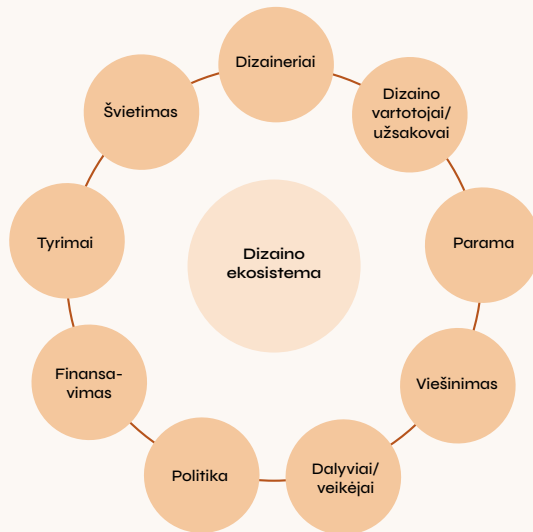 Dizaineriai
Dizaino
vartotojai/
užsakovai
Parama
Viešinimas
Dalyviai/
veikėjai
Politika
Finansa-
vimas
Tyrimai
Švietimas
Dizaino
ekosistema